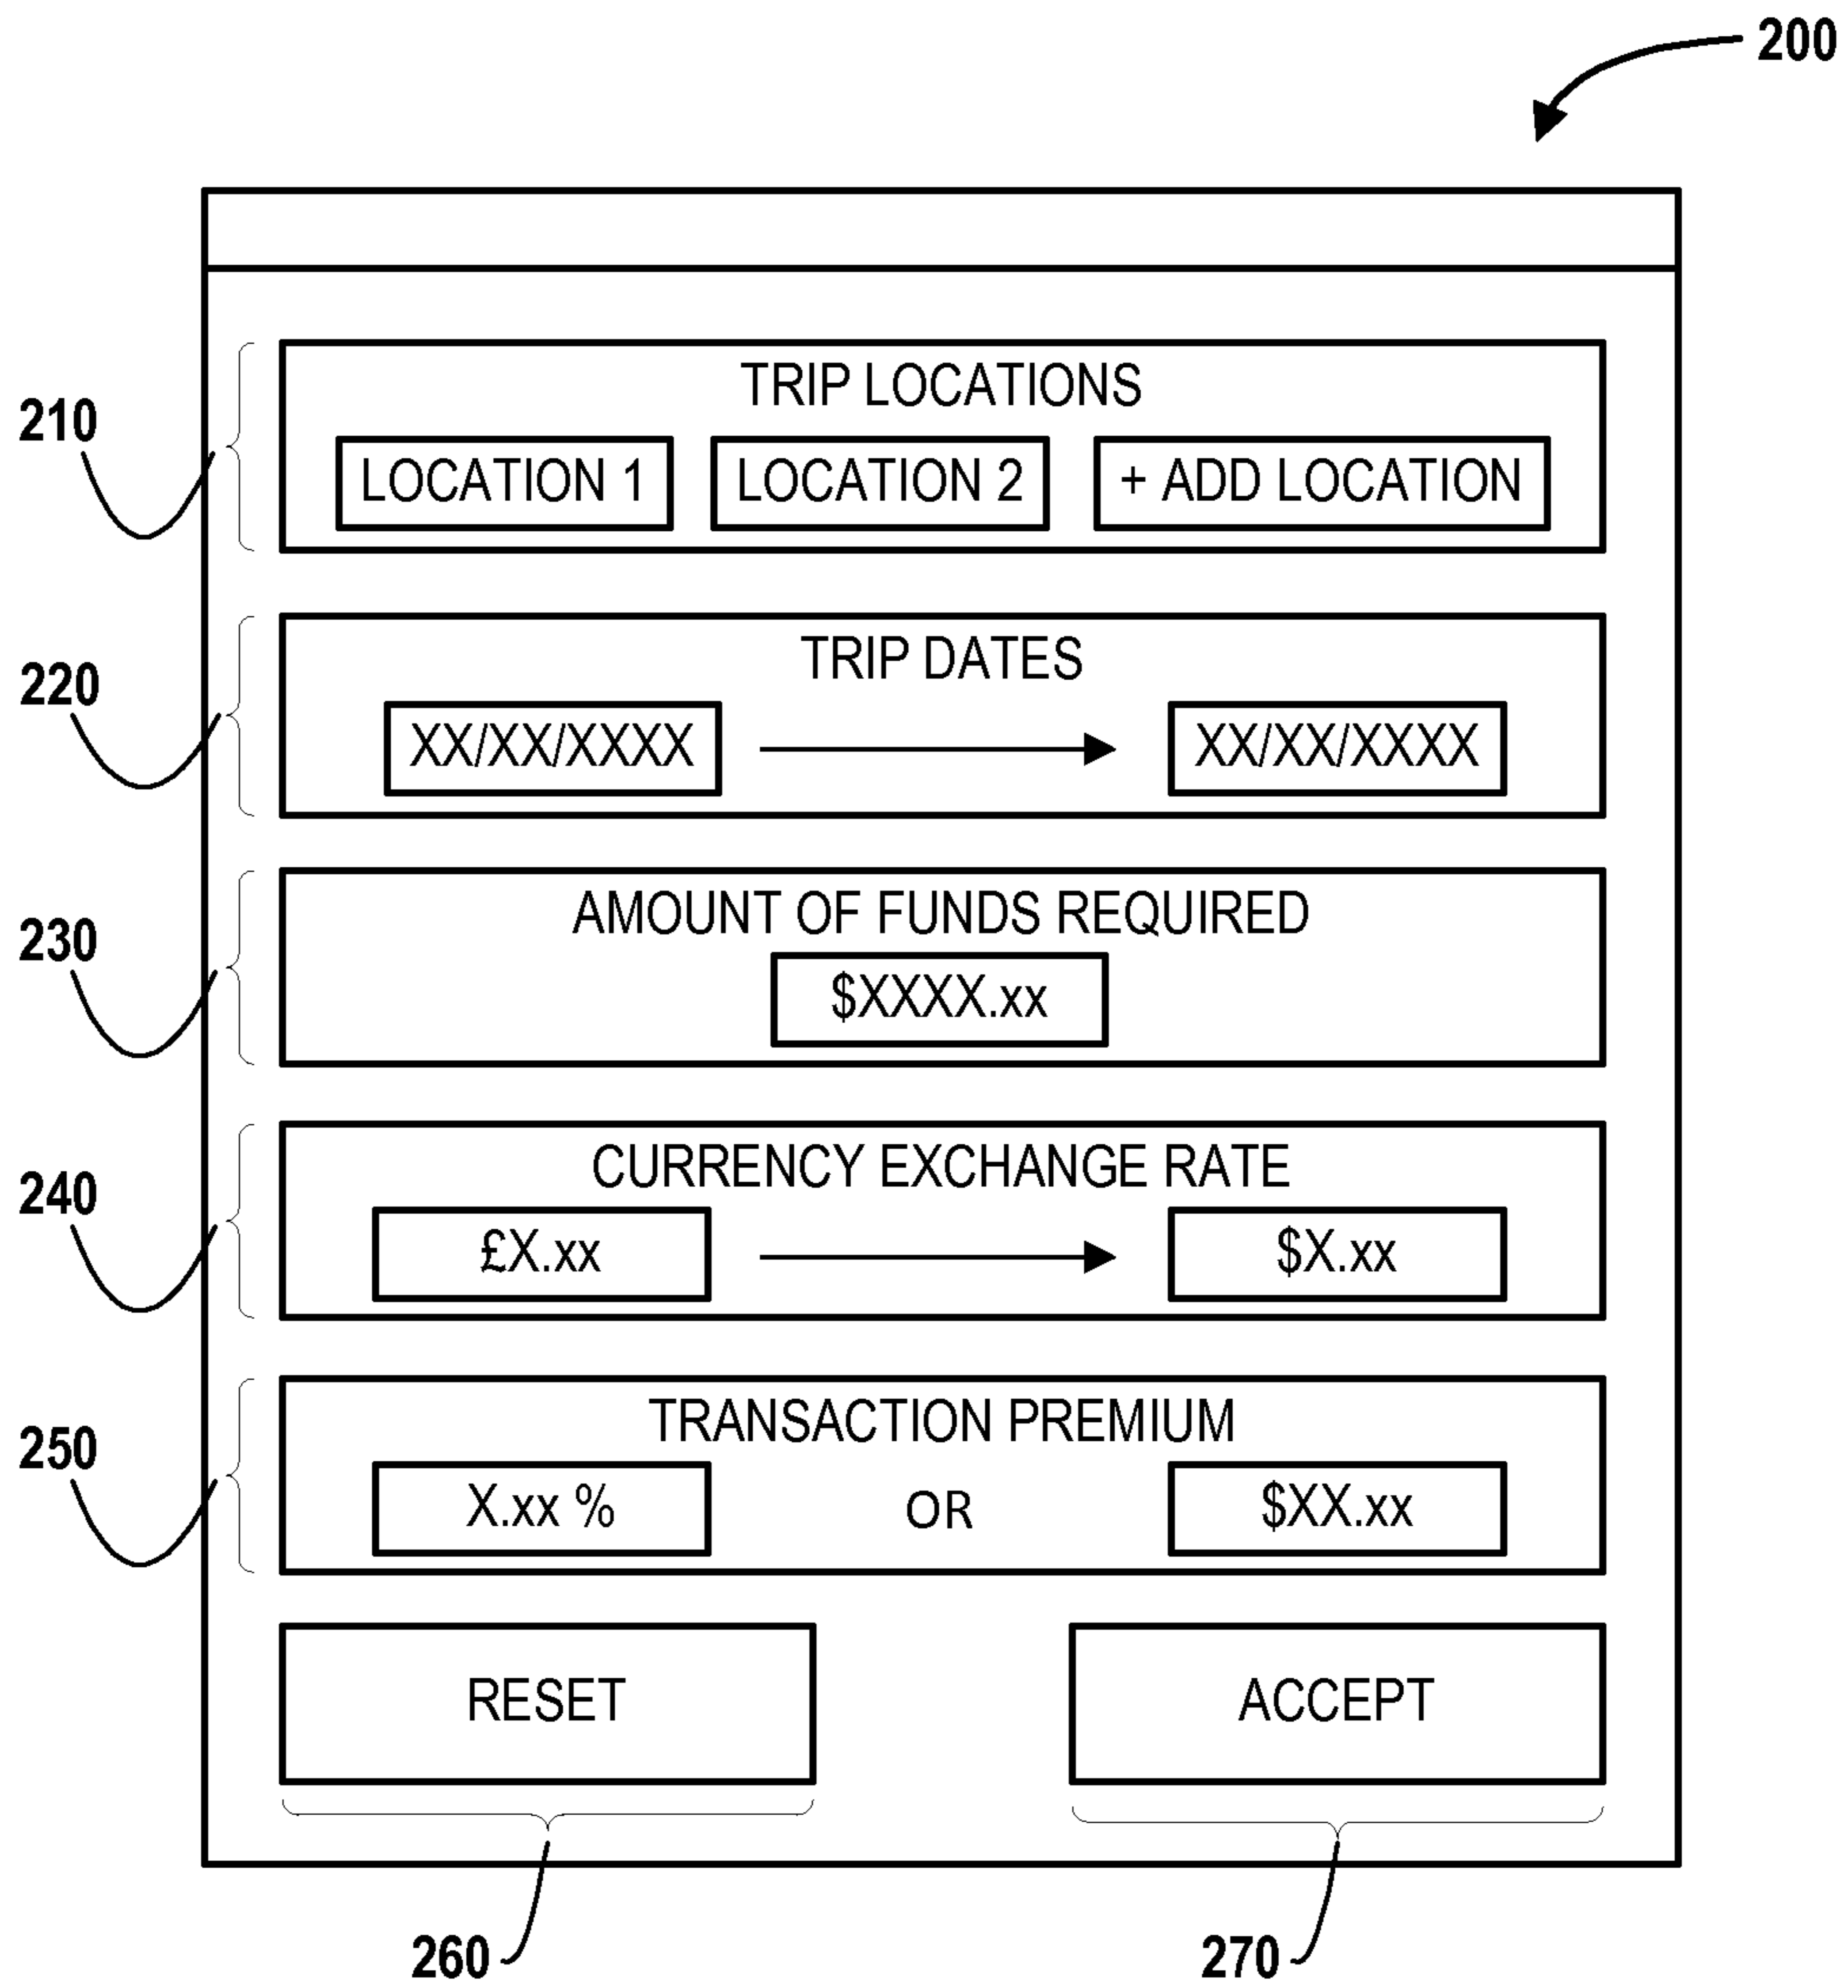 200
TRIP LOCATIONS
210
LOCATION 1 LOCATION 2 + ADD LOCATION
TRIP DATES
220
XX/XX/XXXX XX/XX/XXXX
AMOUNT OF FUNDS REQUIRED
230
$XXXX.xx
CURRENCY EXCHANGE RATE
240
£X.xx $X.xx
TRANSACTION PREMIUM
250
X.xx % OR $XX.xx
RESET ACCEPT
260 270